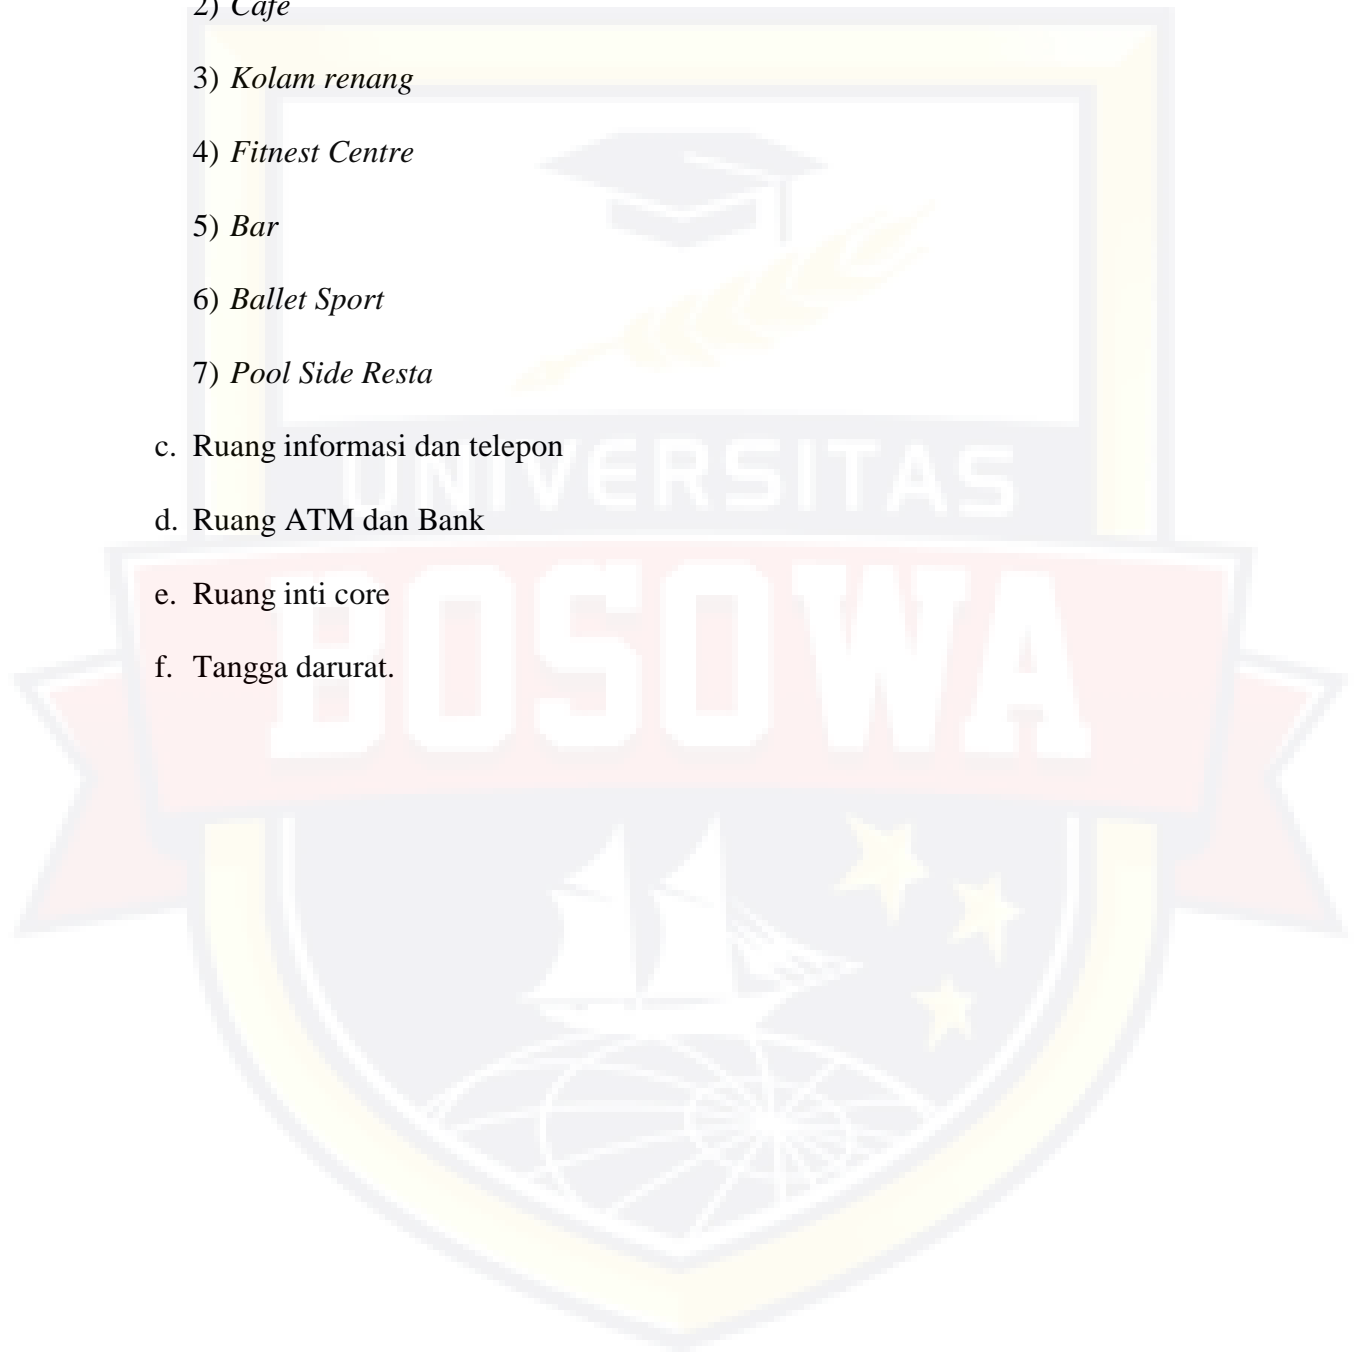 2) Cafe
3) Kolam renang
4) Fitnest Centre
5) Bar
6) Ballet Sport
7) Pool Side Resta
c. Ruang informasi dan telepon
UNIVERSITAS
d. Ruang ATM dan Bank
e. Ruang inti core
BOSOWA
f. Tangga darurat.